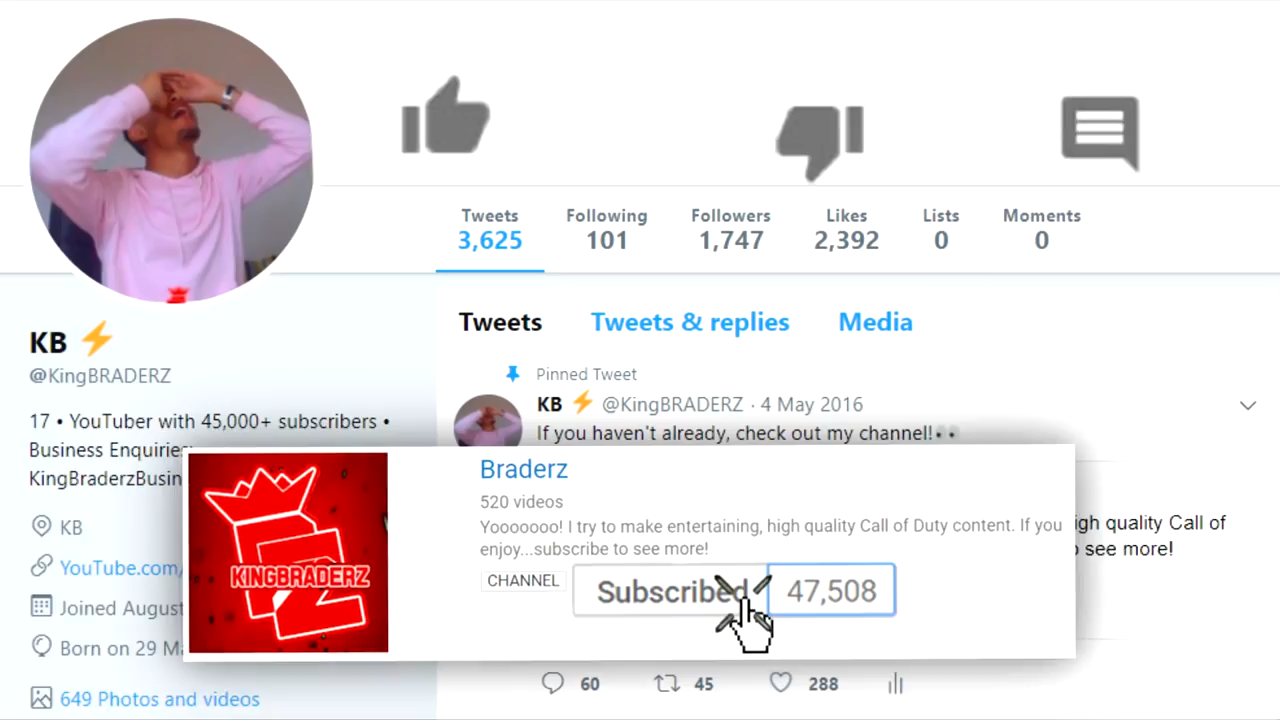 Tweets Following Followers Likes Lists Moments
3,625 101 1,747 2,392 0 0
KB ⚡
@KingBRADERZ
17 • YouTuber with 45,000+ subscribers •
Business Enquiries
KingBraderzBusin
KB
YouTube.com/
Joined August
Born on 29
649 Photos and videos
Tweets Tweets & replies Media
Pinned Tweet
KB ⚡ @KingBRADERZ · 4 May 2016
If you haven't already, check out my channel!👀
igh quality Call of
see more!
KINGBRADERZ
Braderz
520 videos
Yooooooo! I try to make entertaining, high quality Call of Duty content. If you
enjoy...subscribe to see more!
CHANNEL
Subscribed 47,508
60 45 288